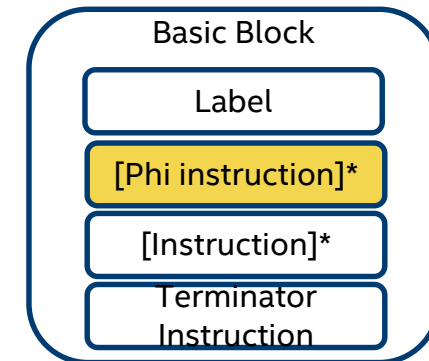 Basic Block
Label
[Phi instruction]*
[Instruction]*
Terminator
Instruction